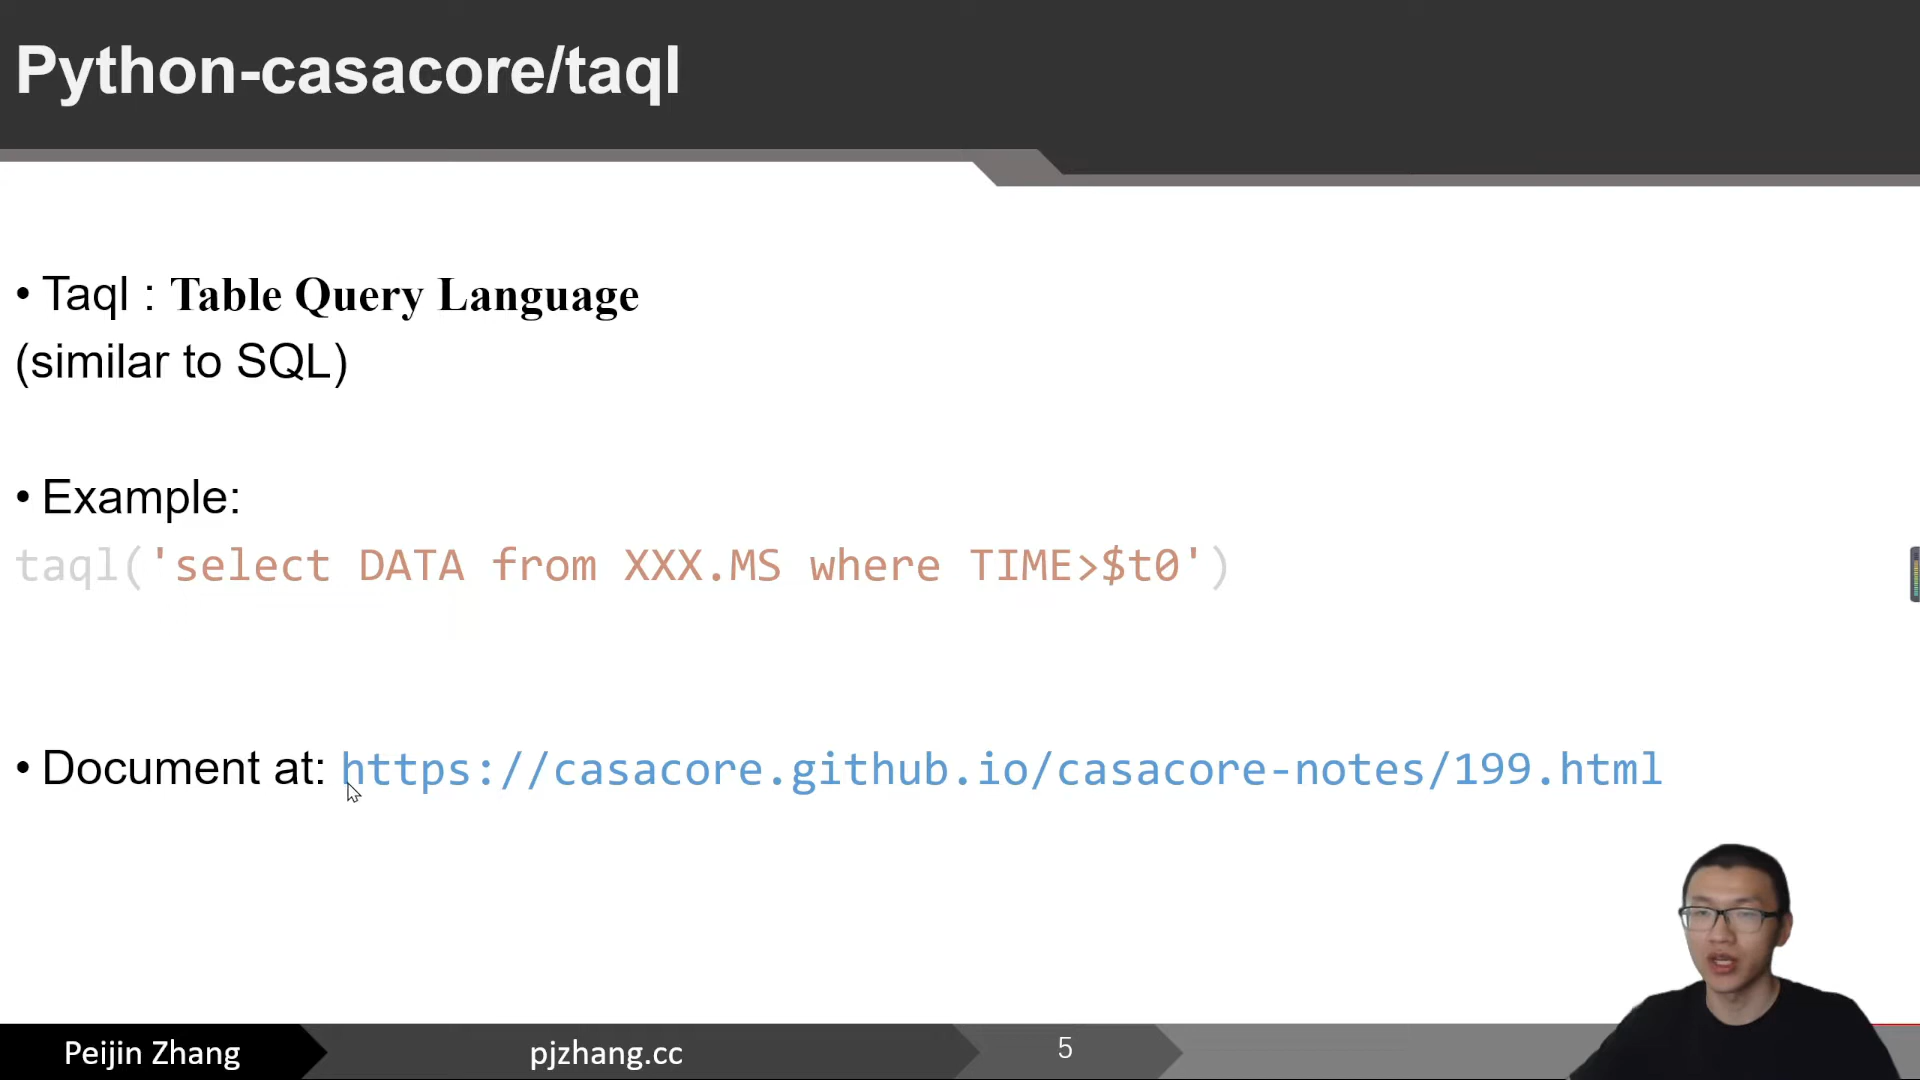 Python-casacore/taql
• Taql : Table Query Language
(similar to SQL)
• Example:
taql('select DATA from XXX.MS where TIME>$t0')
• Document at: https://casacore.github.io/casacore-notes/199.html
Peijin Zhang
pjzhang.cc
5